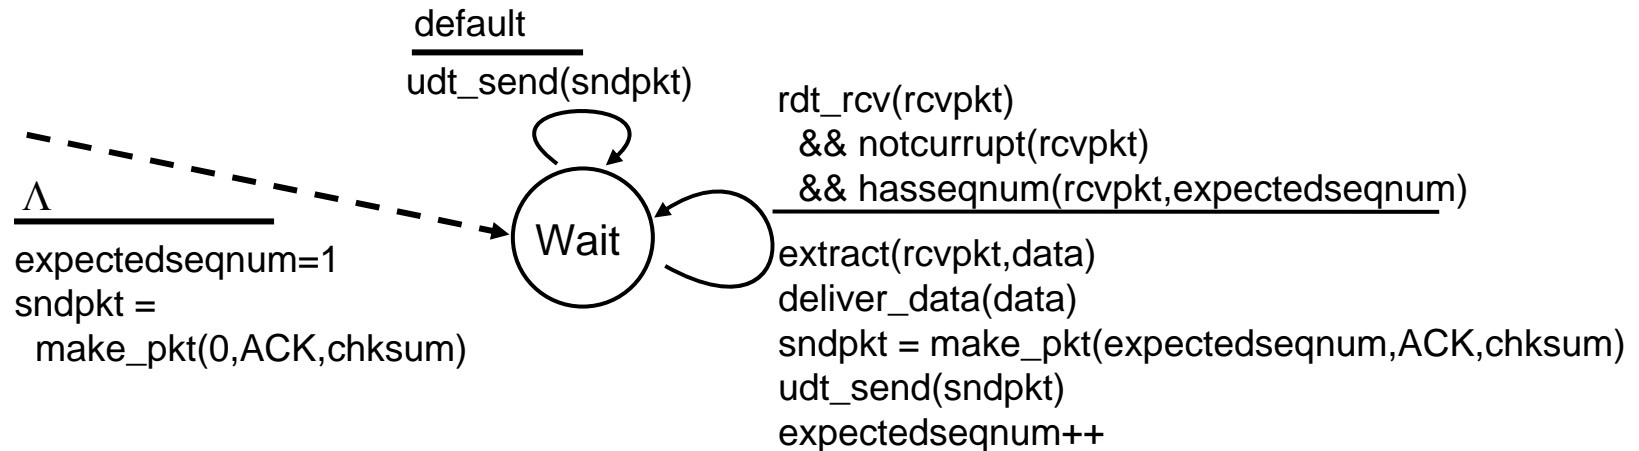 default
udt_send(sndpkt)
Λ
expectedseqnum=1
sndpkt =
make_pkt(0,ACK,chksum)
Wait
rdt_rcv(rcvpkt)
&& notcurrupt(rcvpkt)
&& hasseqnum(rcvpkt,expectedseqnum)
extract(rcvpkt,data)
deliver_data(data)
sndpkt = make_pkt(expectedseqnum,ACK,chksum)
udt_send(sndpkt)
expectedseqnum++